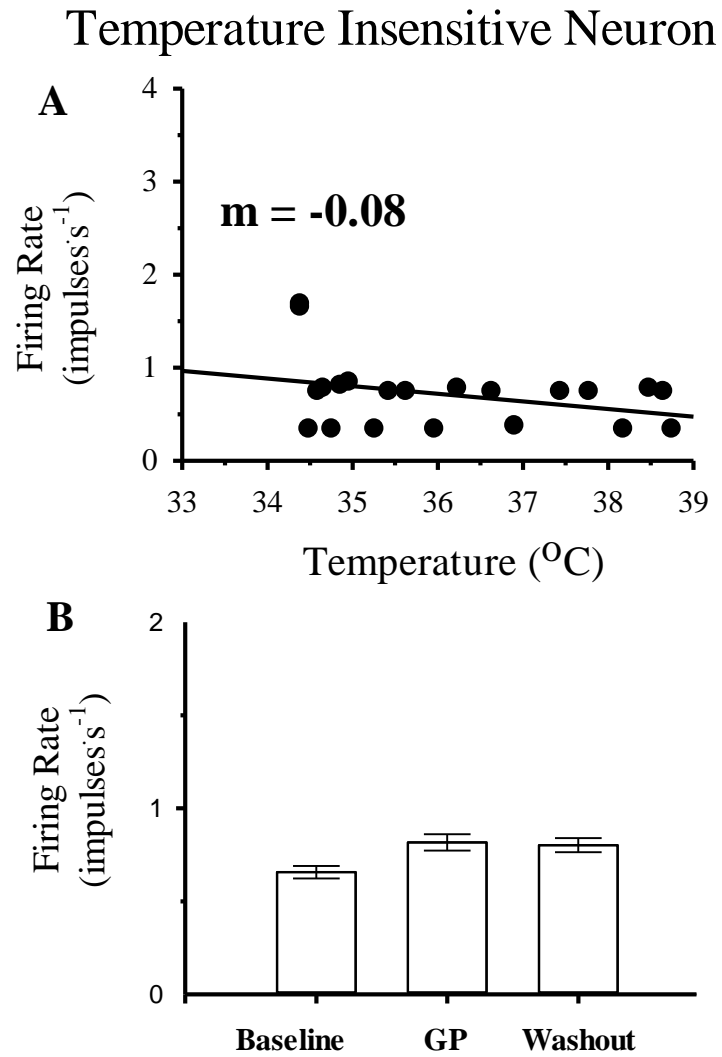 Temperature Insensitive Neuron
A
4
3
2
1
0
m = -0.08
Firing Rate
(impulses·s-1)
33 34 35 36 37 38 39
Temperature (OC)
B
2
1
0
Firing Rate
(impulses·s-1)
Baseline GP Washout